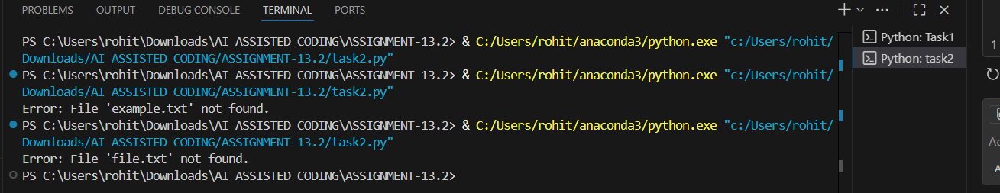 PROBLEMS OUTPUT DEBUG CONSOLE TERMINAL PORTS
PS C:\Users\rohit\Downloads\AI ASSISTED CODING\ASSIGNMENT-13.2> & C:/Users/rohit/anaconda3/python.exe "c:/Users/rohit/
Downloads/AI ASSISTED CODING/ASSIGNMENT-13.2/task2.py"
PS C:\Users\rohit\Downloads\AI ASSISTED CODING\ASSIGNMENT-13.2> & C:/Users/rohit/anaconda3/python.exe "c:/Users/rohit/
Downloads/AI ASSISTED CODING/ASSIGNMENT-13.2/task2.py"
Error: File 'example.txt' not found.
PS C:\Users\rohit\Downloads\AI ASSISTED CODING\ASSIGNMENT-13.2> & C:/Users/rohit/anaconda3/python.exe "c:/Users/rohit/
Downloads/AI ASSISTED CODING/ASSIGNMENT-13.2/task2.py"
Error: File 'file.txt' not found.
PS C:\Users\rohit\Downloads\AI ASSISTED CODING\ASSIGNMENT-13.2>
Python: Task1
Python: task2
1